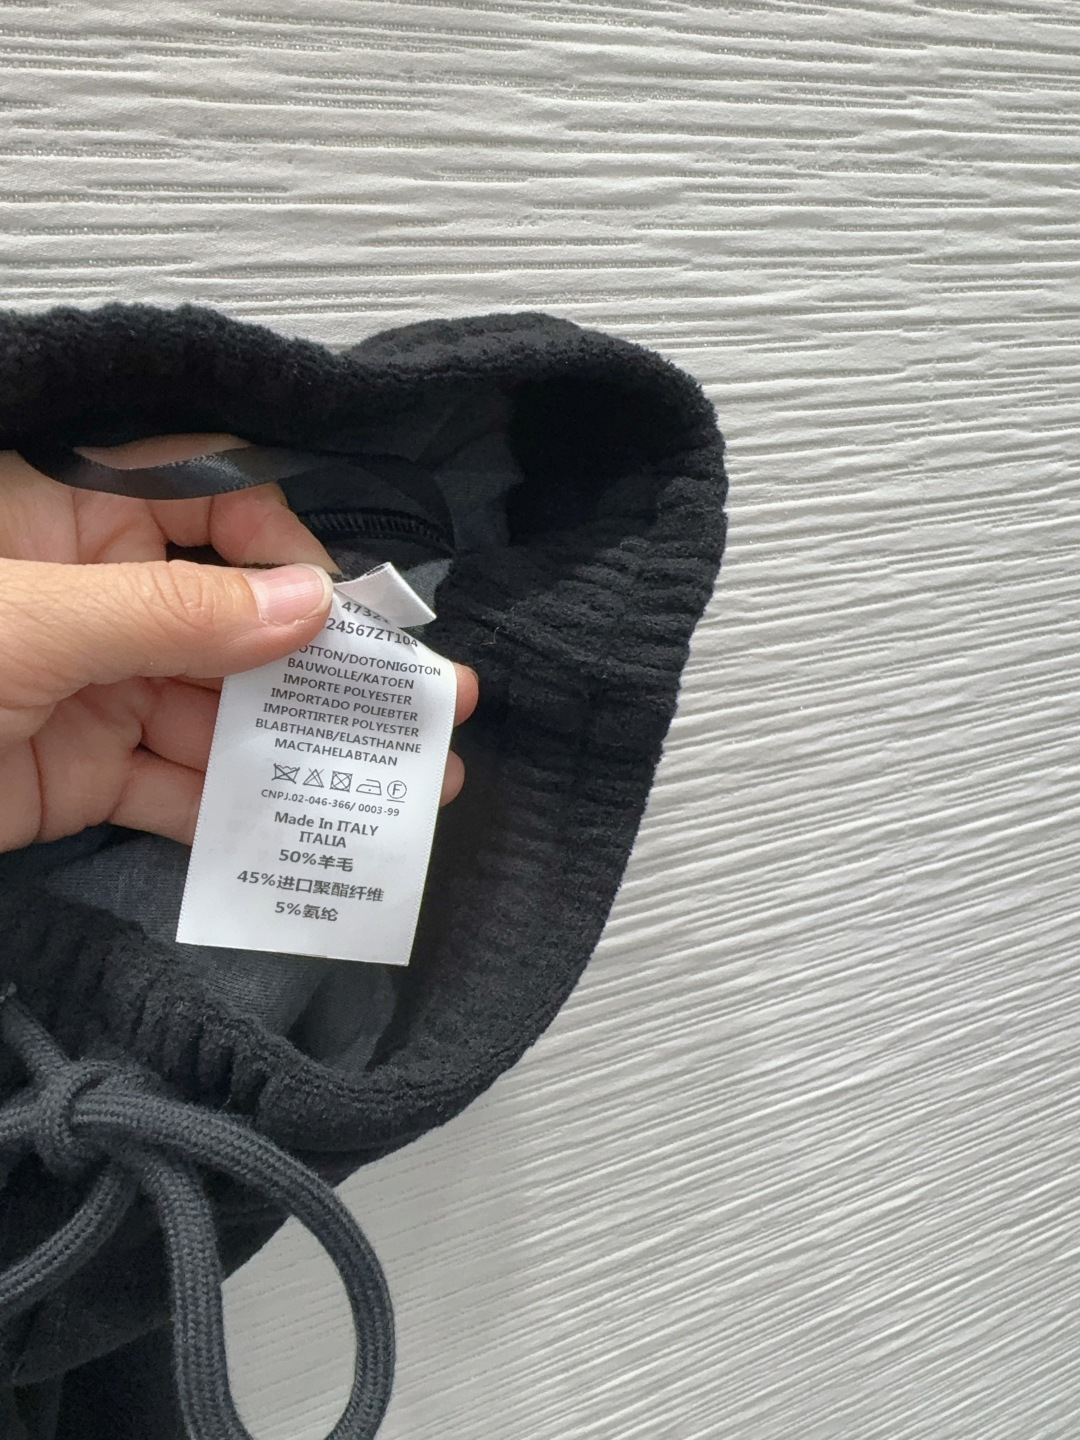 24567ZT104
OTTON/DOTONIGOTON
BAUWOLLE/KATOEN
IMPORTE POLYESTER
IMPORTADO POLIEBTER
IMPORTIRTER POLYESTER
BLABTHANB/ELASTHANNE
MACTAHELABTAAN
F
CNPJ.02-046-366/ 0003-99
Made In ITALY
ITALIA
50%羊毛
45%进口聚酯纤维
5%氨纶